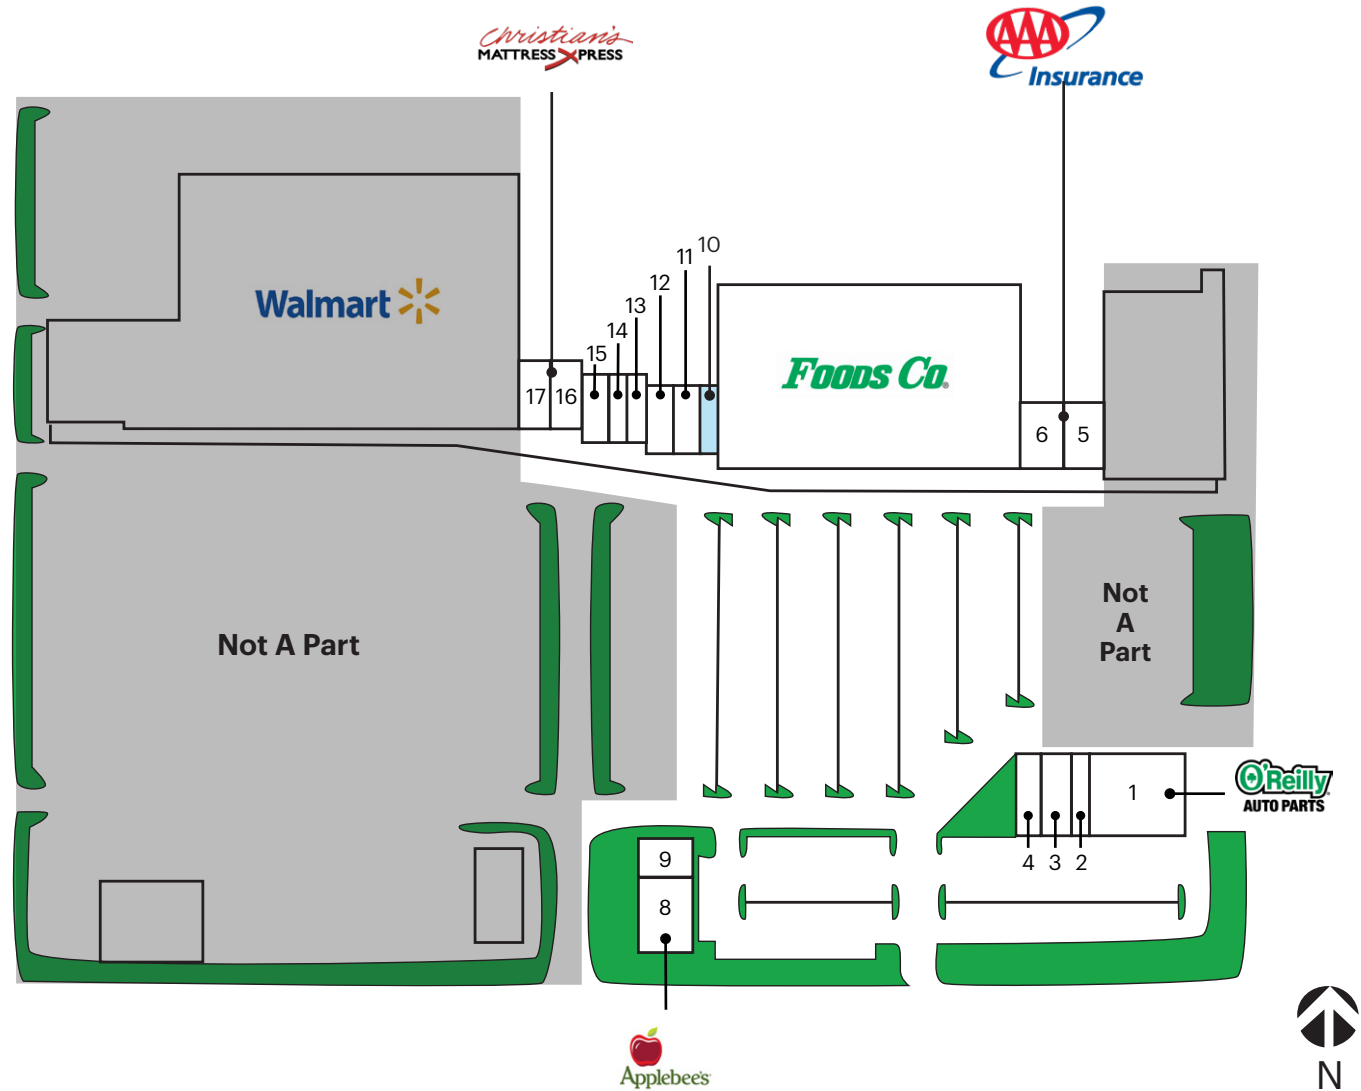 Christian's
MATTRESS XPRESS
AAA
Insurance
Walmart
10
11
12
13
14
15
17 16
Foods Co.
6 5
Not A Part
Not
A
Part
1
O'Reilly
AUTO PARTS
4 3 2
9
8
Applebee's
N